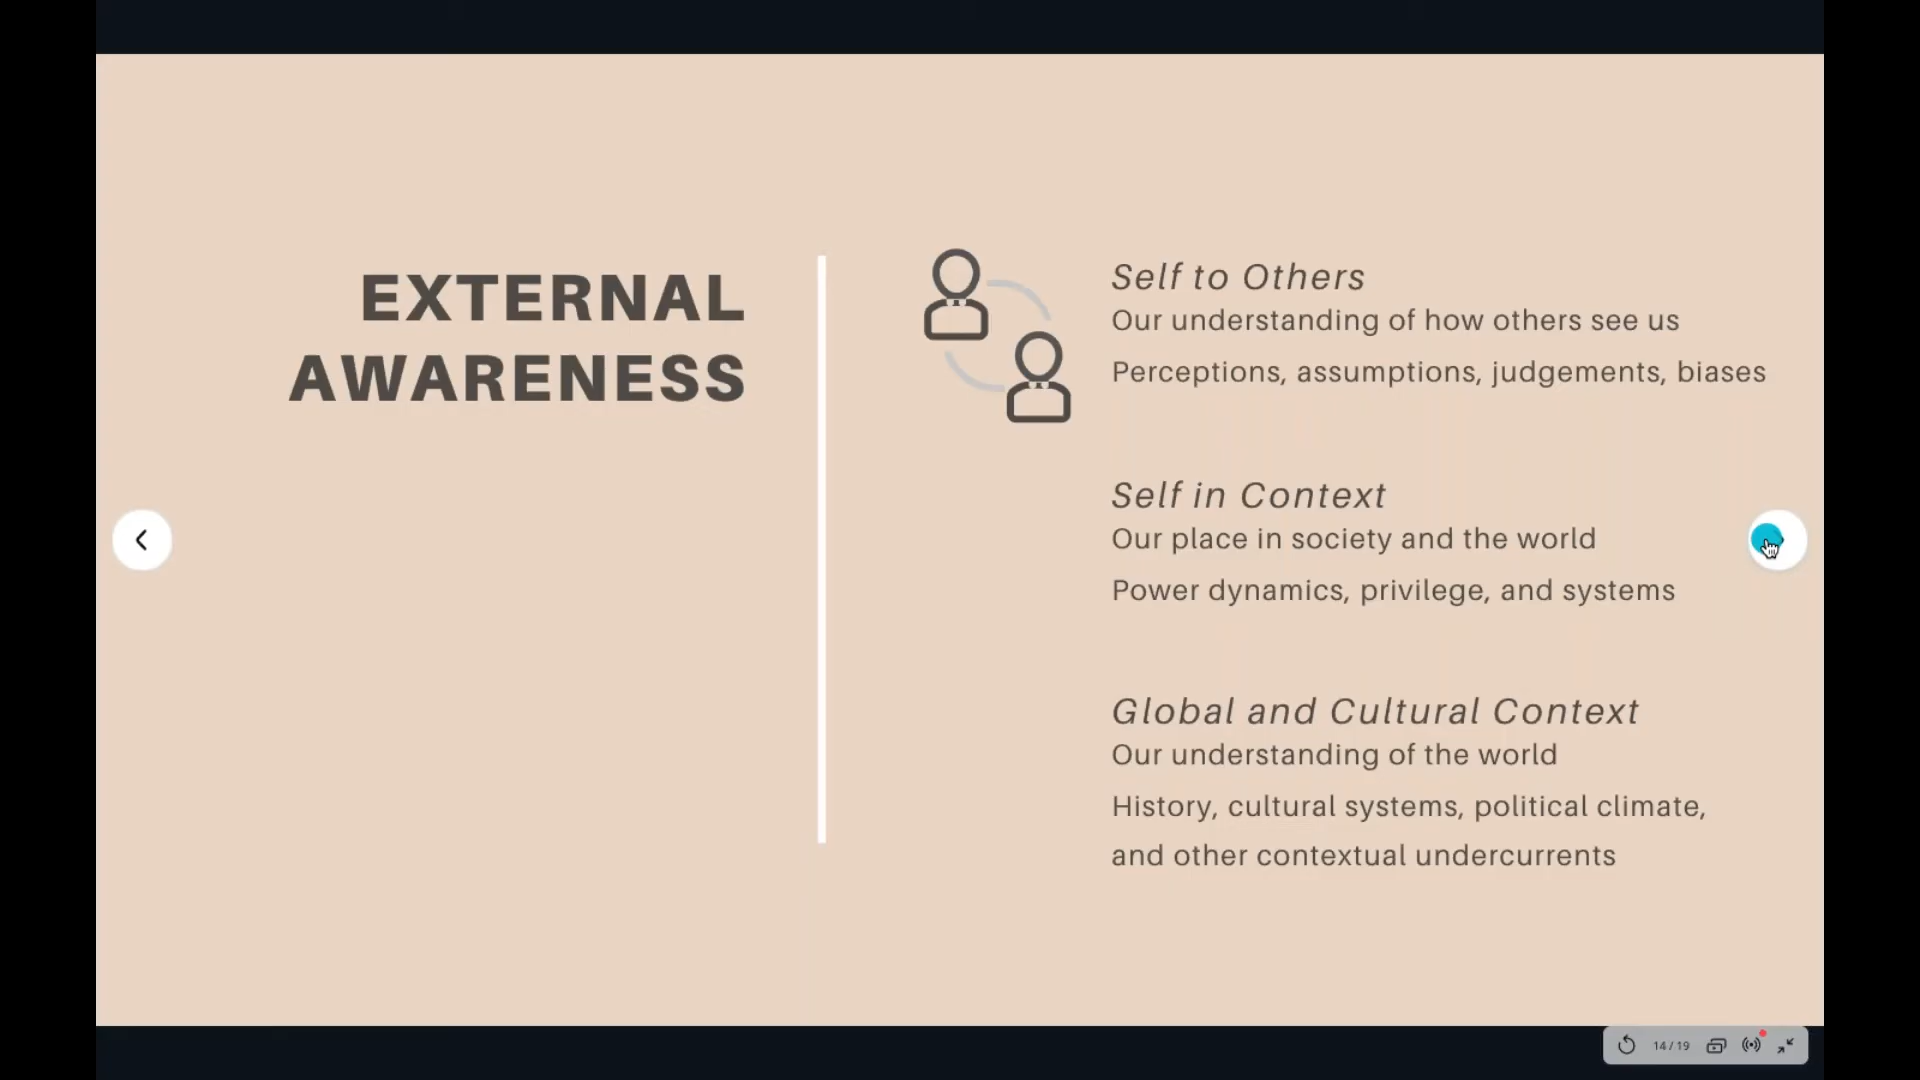 EXTERNAL
AWARENESS
Self to Others
Our understanding of how others see us
Perceptions, assumptions, judgements, biases
Self in Context
Our place in society and the world
Power dynamics, privilege, and systems
Global and Cultural Context
Our understanding of the world
History, cultural systems, political climate,
and other contextual undercurrents
14 / 19